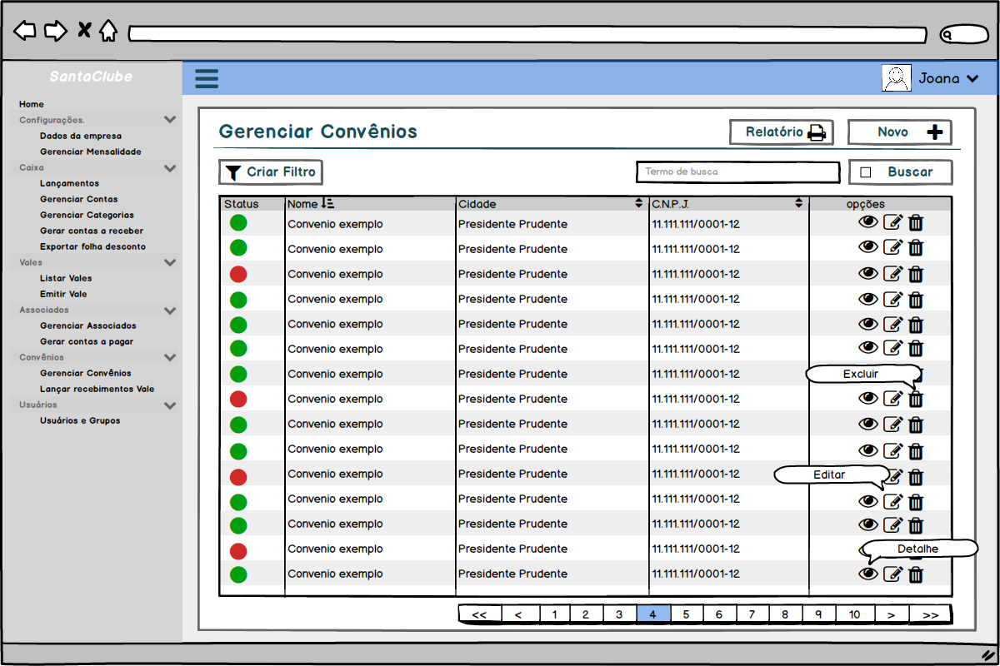 SantaClube
Joana
Home
Configurações.
Dados da empresa
Gerenciar Mensalidade
Caixa
Lançamentos
Gerenciar Contas
Gerenciar Categorias
Gerar contas a receber
Exportar folha desconto
Vales
Listar Vales
Emitir Vale
Associados
Gerenciar Associados
Gerar contas a pagar
Convênios
Gerenciar Convênios
Lançar recebimentos Vale
Usuários
Usuários e Grupos
Gerenciar Convênios
Relatório
Novo
Criar Filtro
Termo de busca
Buscar
Status Nome Cidade C.N.P.J. opções
Convenio exemplo Presidente Prudente 11.111.111/0001-12
Convenio exemplo Presidente Prudente 11.111.111/0001-12
Convenio exemplo Presidente Prudente 11.111.111/0001-12
Convenio exemplo Presidente Prudente 11.111.111/0001-12
Convenio exemplo Presidente Prudente 11.111.111/0001-12
Convenio exemplo Presidente Prudente 11.111.111/0001-12
Convenio exemplo Presidente Prudente 11.111.111/0001-12 Excluir
Convenio exemplo Presidente Prudente 11.111.111/0001-12
Convenio exemplo Presidente Prudente 11.111.111/0001-12
Convenio exemplo Presidente Prudente 11.111.111/0001-12
Convenio exemplo Presidente Prudente 11.111.111/0001-12 Editar
Convenio exemplo Presidente Prudente 11.111.111/0001-12
Convenio exemplo Presidente Prudente 11.111.111/0001-12
Convenio exemplo Presidente Prudente 11.111.111/0001-12 Detalhe
Convenio exemplo Presidente Prudente 11.111.111/0001-12
<< < 1 2 3 4 5 6 7 8 9 10 > >>